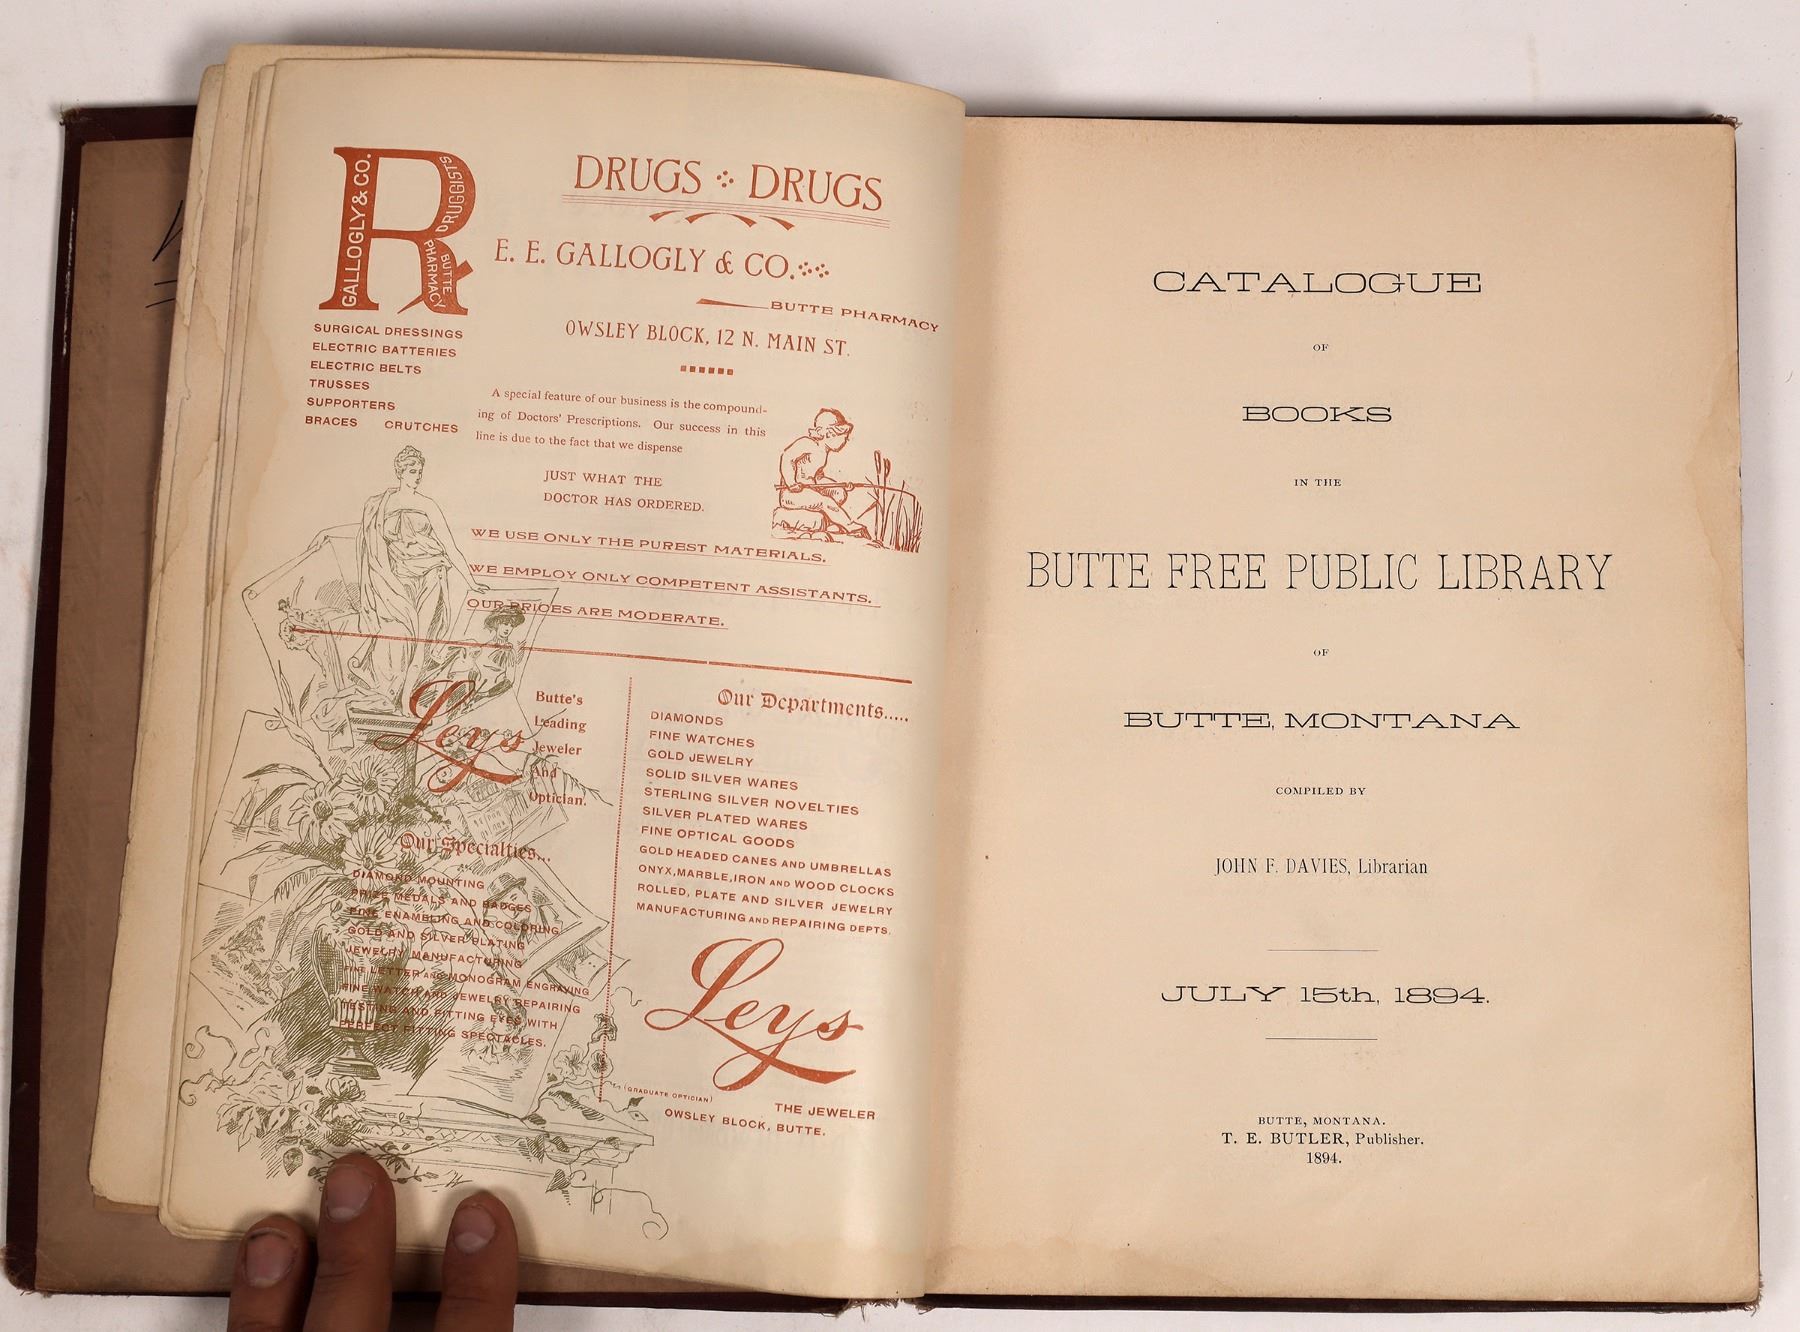 GALLOGLY & CO.
DRUGGISTS
BUTTE
PHARMACY
R
SURGICAL DRESSINGS
ELECTRIC BATTERIES
ELECTRIC BELTS
TRUSSES
SUPPORTERS
BRACES CRUTCHES
DRUGS DRUGS
E. E. GALLOGLY & CO.
BUTTE PHARMACY
OWSLEY BLOCK, 12 N. MAIN ST.
A special feature of our business is the compound-
ing of Doctors' Prescriptions. Our success in this
line is due to the fact that we dispense
JUST WHAT THE
DOCTOR HAS ORDERED.
WE USE ONLY THE PUREST MATERIALS.
WE EMPLOY ONLY COMPETENT ASSISTANTS.
OUR PRICES ARE MODERATE.
Leys
Butte's
Leading
Jeweler
And
Optician.
Our Specialties...
DIAMOND MOUNTING
PRIZE MEDALS AND BADGES
FINE ENAMELING AND COLORING
GOLD AND SILVER PLATING
JEWELRY MANUFACTURING
FINE LETTER AND MONOGRAM ENGRAVING
FINE WATCH AND JEWELRY REPAIRING
TESTING AND FITTING EYES WITH
PERFECT FITTING SPECTACLES.
Our Departments.....
DIAMONDS
FINE WATCHES
GOLD JEWELRY
SOLID SILVER WARES
STERLING SILVER NOVELTIES
SILVER PLATED WARES
FINE OPTICAL GOODS
GOLD HEADED CANES AND UMBRELLAS
ONYX, MARBLE, IRON AND WOOD CLOCKS
ROLLED, PLATE AND SILVER JEWELRY
MANUFACTURING AND REPAIRING DEPTS.
Leys
(GRADUATE OPTICIAN)
THE JEWELER
OWSLEY BLOCK, BUTTE.
CATALOGUE
OF
BOOKS
IN THE
BUTTE FREE PUBLIC LIBRARY
OF
BUTTE, MONTANA
COMPILED BY
JOHN F. DAVIES, Librarian
JULY 15th, 1894.
BUTTE, MONTANA.
T. E. BUTLER, Publisher.
1894.